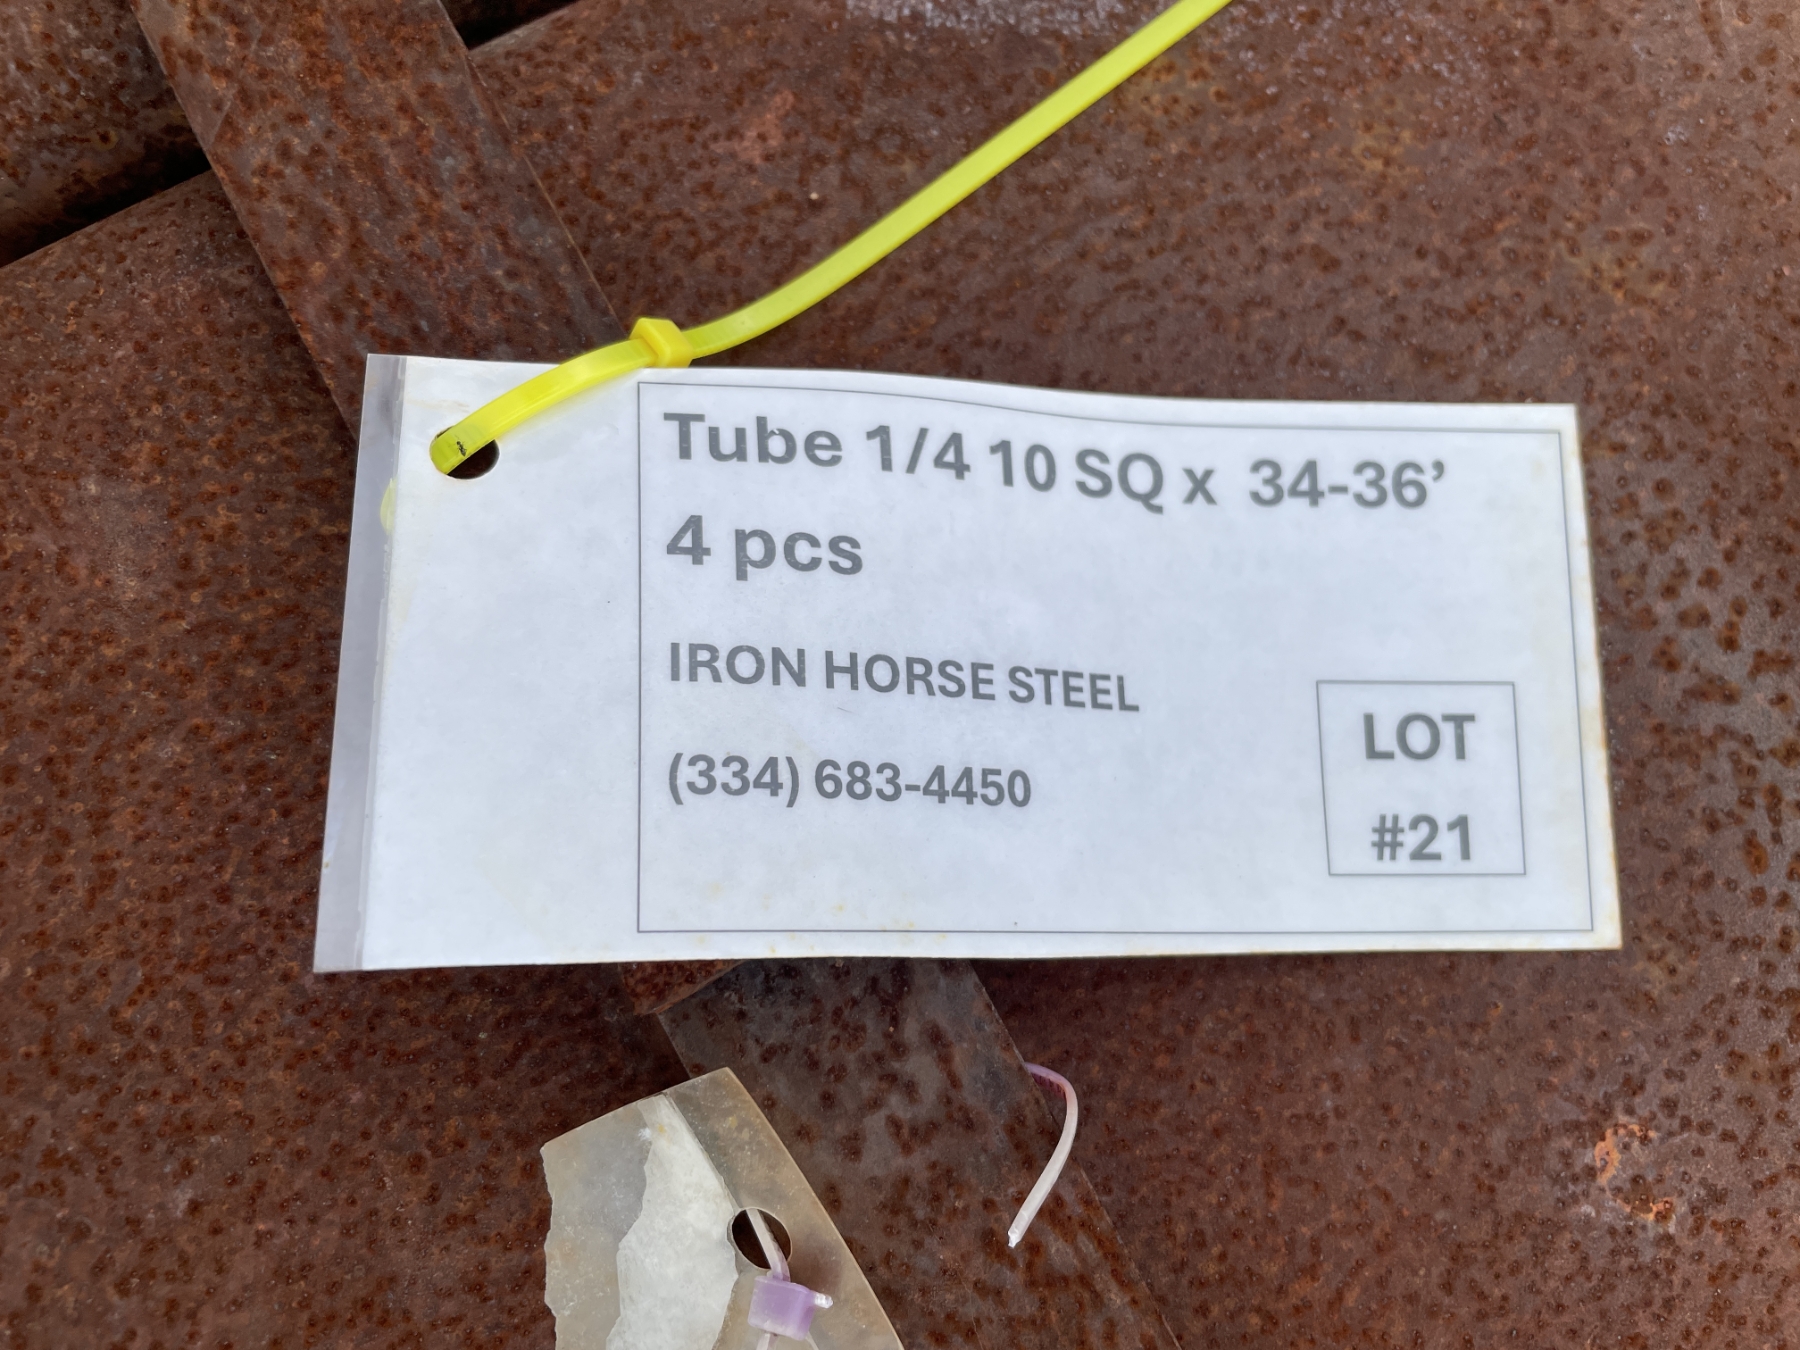 Tube 1/4 10 SQ x 34-36’
4 pcs
IRON HORSE STEEL
(334) 683-4450
LOT
#21